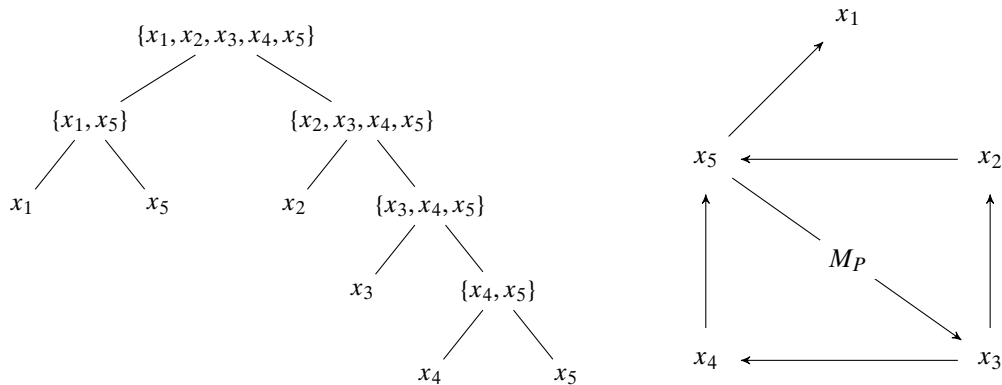 {x₁, x₂, x₃, x₄, x₅}
{x₁, x₅} {x₂, x₃, x₄, x₅}
x₁ x₅ x₂ {x₃, x₄, x₅}
x₃ {x₄, x₅}
x₄ x₅
x₁
x₅ x₂
M_P
x₄ x₃